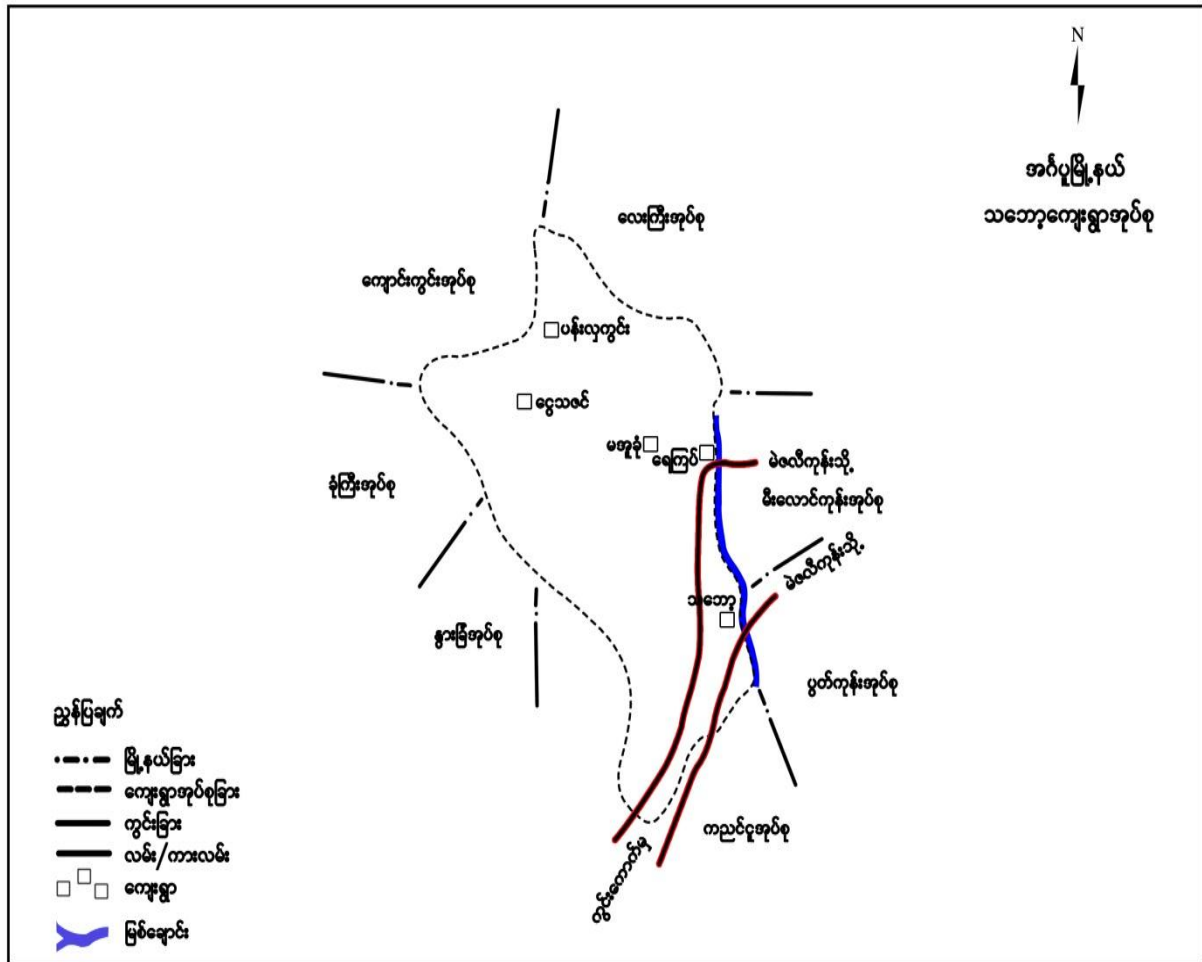 N
အင်္ဂပူမြို့နယ်
သဘော့ကျေးရွာအုပ်စု
လေးကြီးအုပ်စု
ကျောင်းကွင်းအုပ်စု
ပန်းလှကွင်း
ငွေသဇင်
မအူခုံ
ရေကြပ်
မဲဇလီကုန်းသို့
ခုံကြီးအုပ်စု
မီးလောင်ကုန်းအုပ်စု
မဲဇလီကုန်းသို့
သဘော့
နွားခြံအုပ်စု
ပွတ်ကုန်းအုပ်စု
ညွှန်ပြချက်
မြို့နယ်ခြား
ကျေးရွာအုပ်စုခြား
ကွင်းခြား
လမ်း/ကားလမ်း
ကျေးရွာ
မြစ်ချောင်း
ကညင်ငူအုပ်စု
ကွင်းကောက်မှ